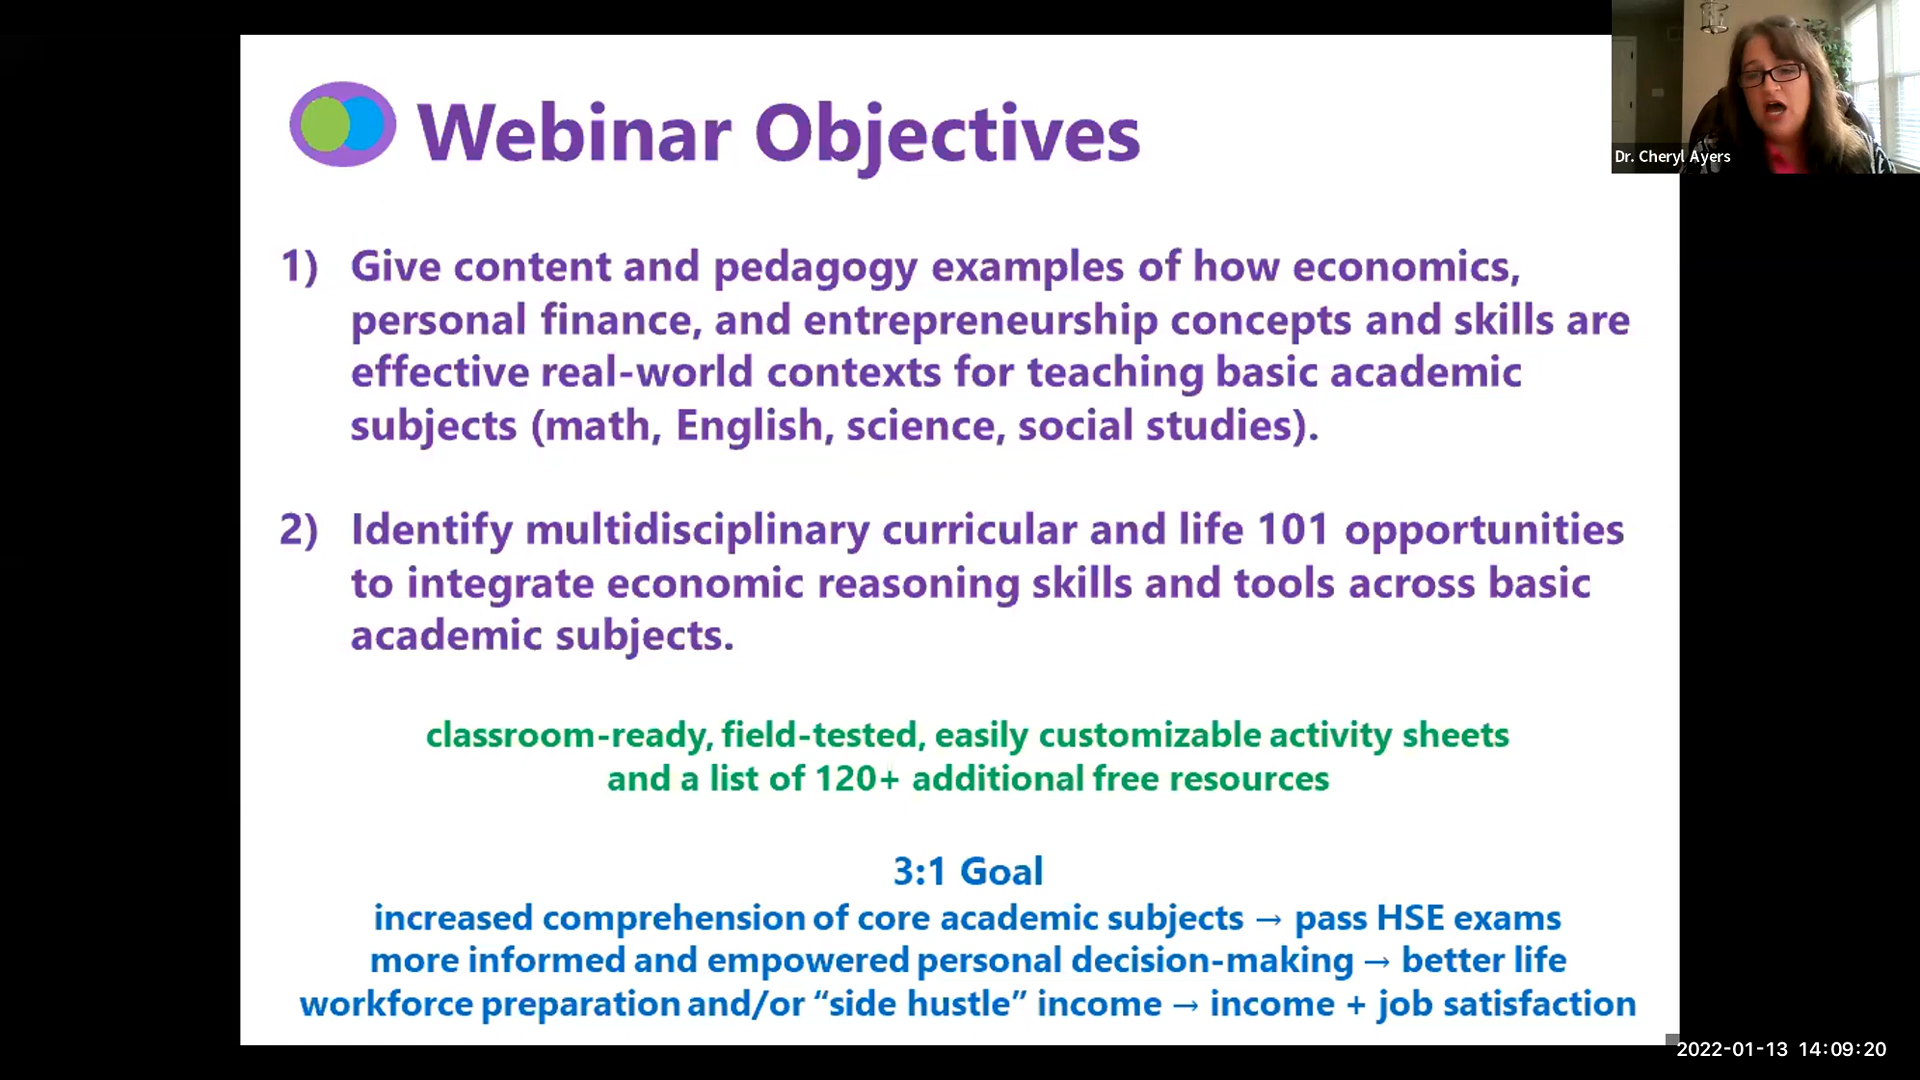 Webinar Objectives
Dr. Cheryl Ayers
1) Give content and pedagogy examples of how economics,
personal finance, and entrepreneurship concepts and skills are
effective real-world contexts for teaching basic academic
subjects (math, English, science, social studies).
2) Identify multidisciplinary curricular and life 101 opportunities
to integrate economic reasoning skills and tools across basic
academic subjects.
classroom-ready, field-tested, easily customizable activity sheets
and a list of 120+ additional free resources
3:1 Goal
increased comprehension of core academic subjects → pass HSE exams
more informed and empowered personal decision-making → better life
workforce preparation and/or “side hustle” income → income + job satisfaction
2022-01-13 14:09:20